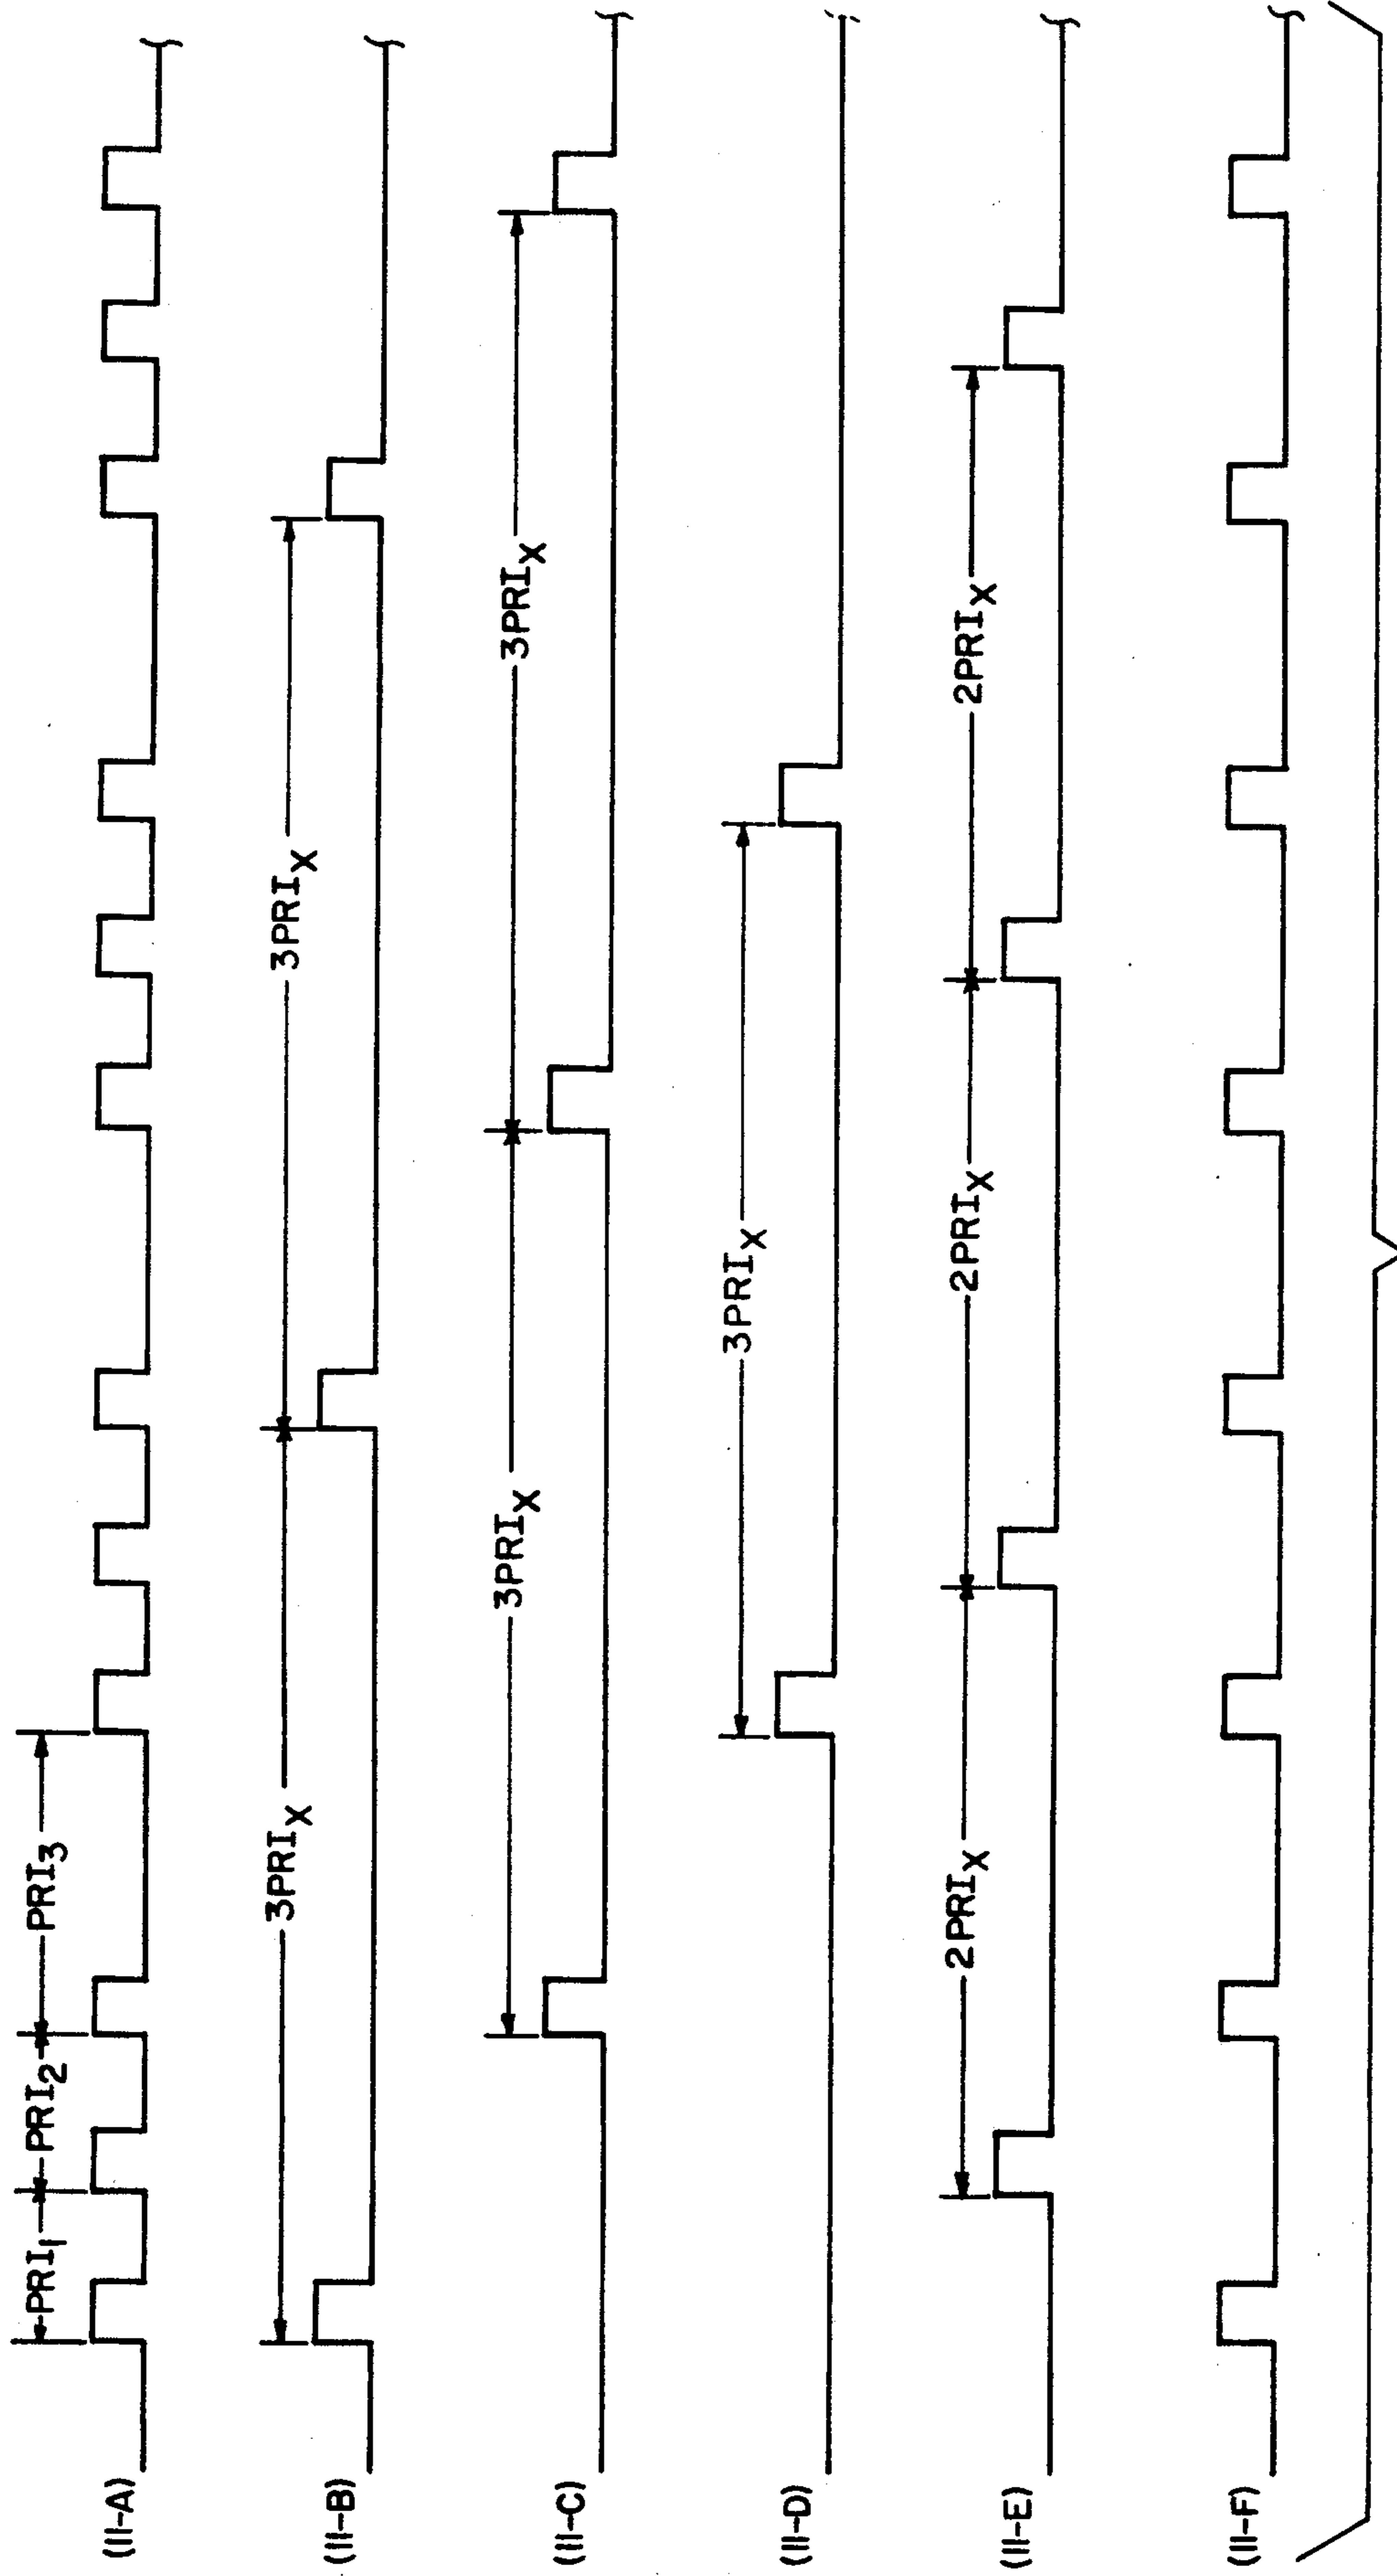 PRI1 PRI2 PRI3
(II-A)
3PRIX 3PRIX
(II-B)
3PRIX 3PRIX
(II-C)
3PRIX
(II-D)
2PRIX 2PRIX 2PRIX
(II-E)
(II-F)